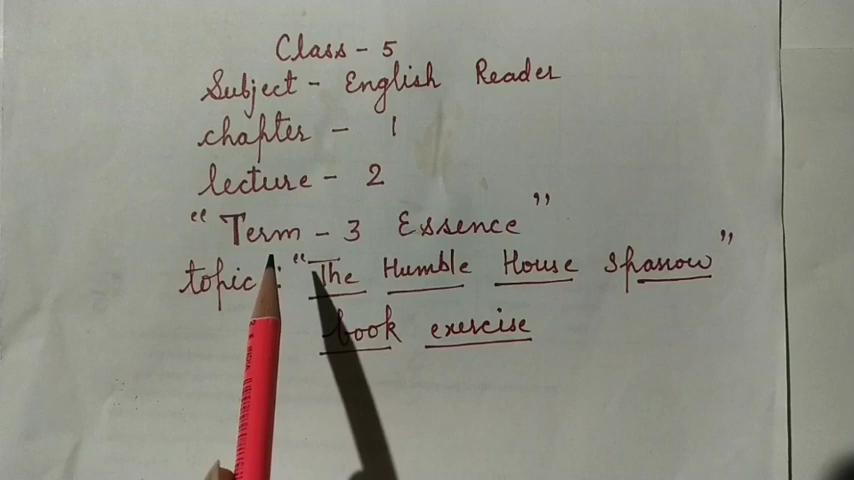 Class - 5
Subject - English Reader
chapter - 1
lecture - 2
"Term - 3 Essence"
topic : "The Humble House Sparrow"
book exercise